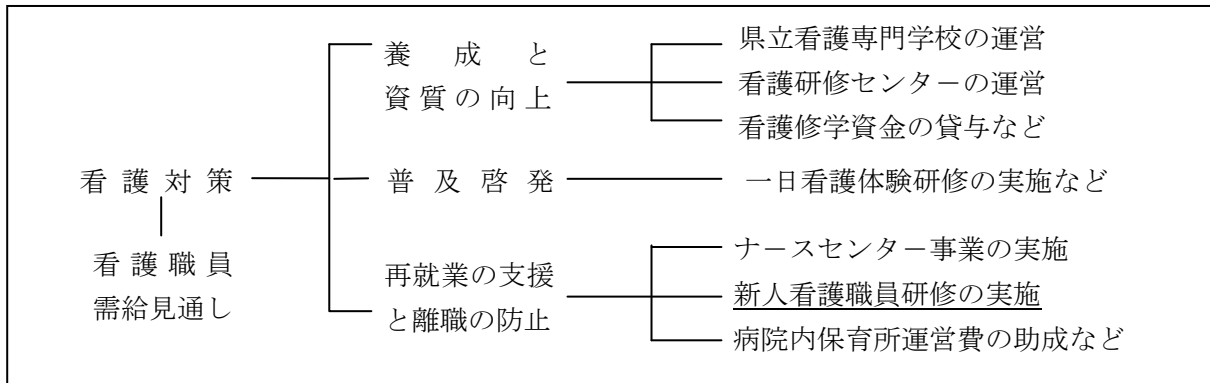 看護対策
看護職員
需給見通し
養成と
資質の向上
県立看護専門学校の運営
看護研修センターの運営
看護修学資金の貸与など
普及啓発
一日看護体験研修の実施など
再就業の支援
と離職の防止
ナースセンター事業の実施
新人看護職員研修の実施
病院内保育所運営費の助成など